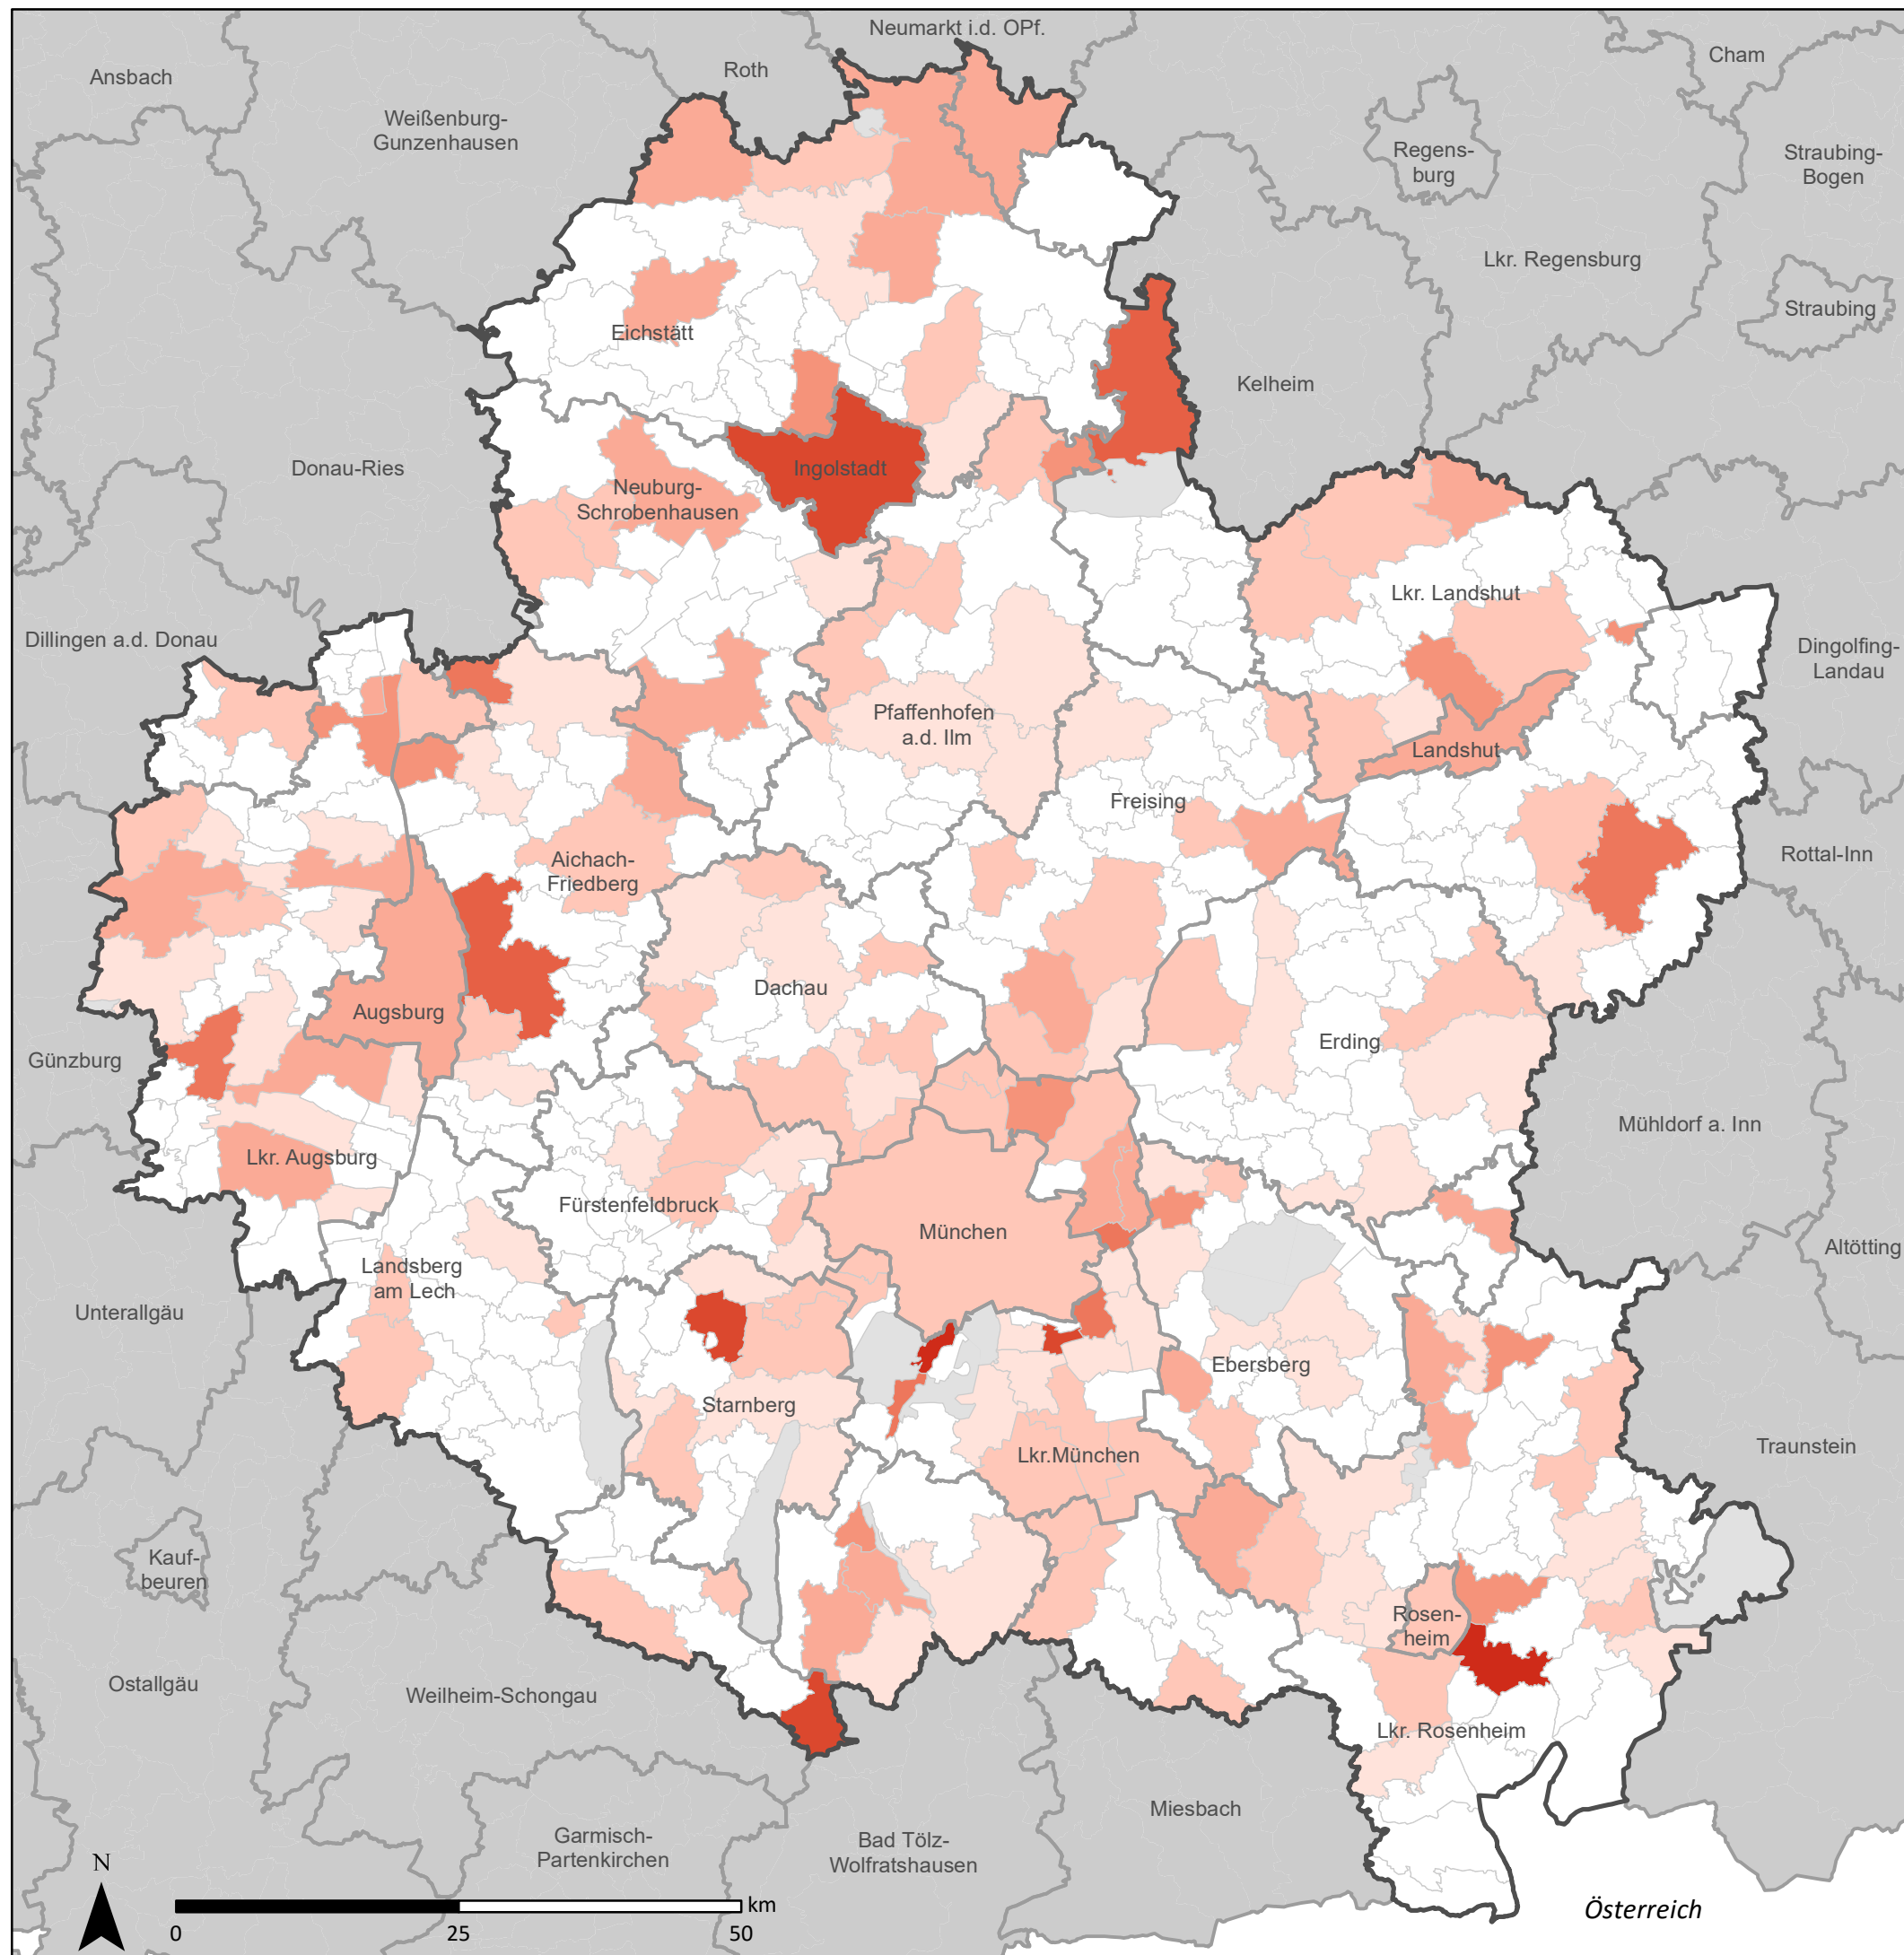 Neumarkt i.d. OPf.
Cham
Roth
Ansbach
Weißenburg-
Gunzenhausen
Regens-
burg
Straubing-
Bogen
Lkr. Regensburg
Straubing
Eichstätt
Kelheim
Donau-Ries
Ingolstadt
Neuburg-
Schrobenhausen
Lkr. Landshut
Dillingen a.d. Donau
Dingolfing-
Landau
Pfaffenhofen
a.d. Ilm
Landshut
Freising
Aichach-
Friedberg
Rottal-Inn
Dachau
Augsburg
Erding
Günzburg
Mühldorf a. Inn
Lkr. Augsburg
Fürstenfeldbruck
München
Altötting
Landsberg
am Lech
Unterallgäu
Ebersberg
Starnberg
Lkr.München
Traunstein
Kauf-
beuren
Rosen-
heim
Ostallgäu
Weilheim-Schongau
Lkr. Rosenheim
Miesbach
Garmisch-
Partenkirchen
Bad Tölz-
Wolfratshausen
N
km
0 25 50
Österreich